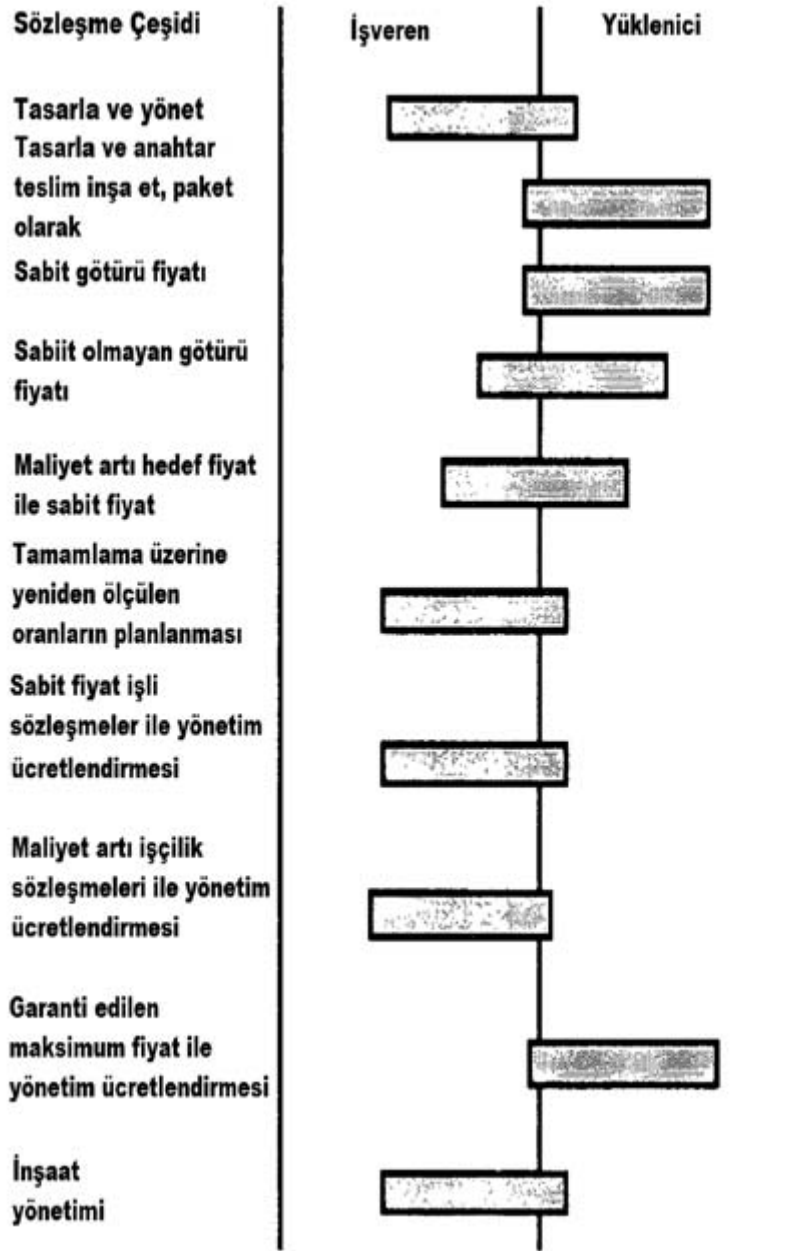 Sözleşme Çeşidi
İşveren
Yüklenici
Tasarla ve yönet
Tasarla ve anahtar
teslim inşa et, paket
olarak
Sabit götürü fiyatı
Sabiit olmayan götürü
fiyatı
Maliyet artı hedef fiyat
ile sabit fiyat
Tamamlama üzerine
yeniden ölçülen
oranların planlanması
Sabit fiyat işli
sözleşmeler ile yönetim
ücretlendirmesi
Maliyet artı işçilik
sözleşmeleri ile yönetim
ücretlendirmesi
Garanti edilen
maksimum fiyat ile
yönetim ücretlendirmesi
İnşaat
yönetimi